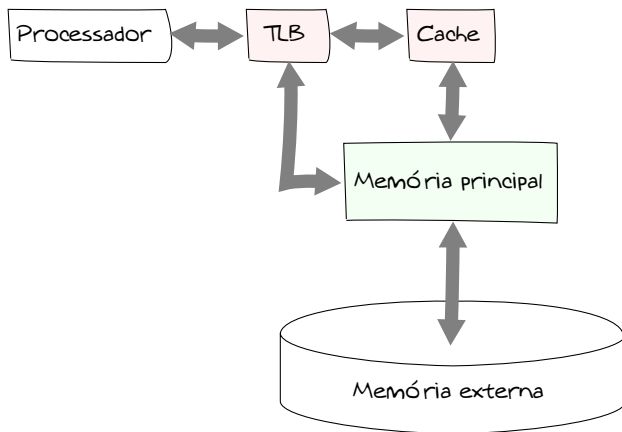 Processador
TLB
Cache
Memória principal
Memória externa